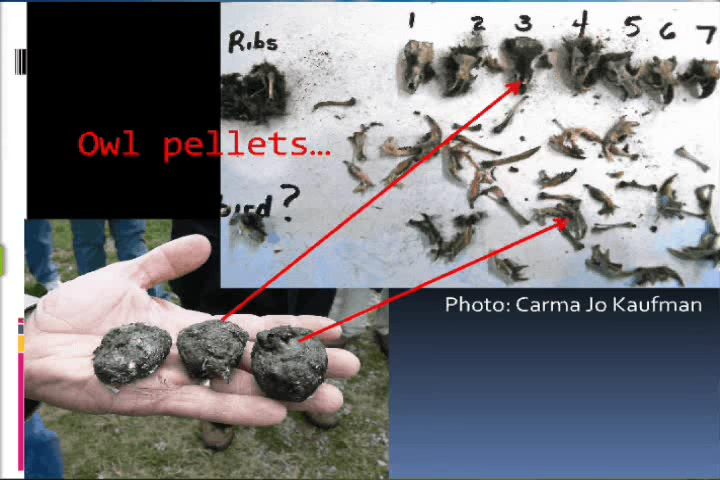 1 2 3 4 5 6 7
Ribs
Owl pellets...
bird?
Photo: Carma Jo Kaufman